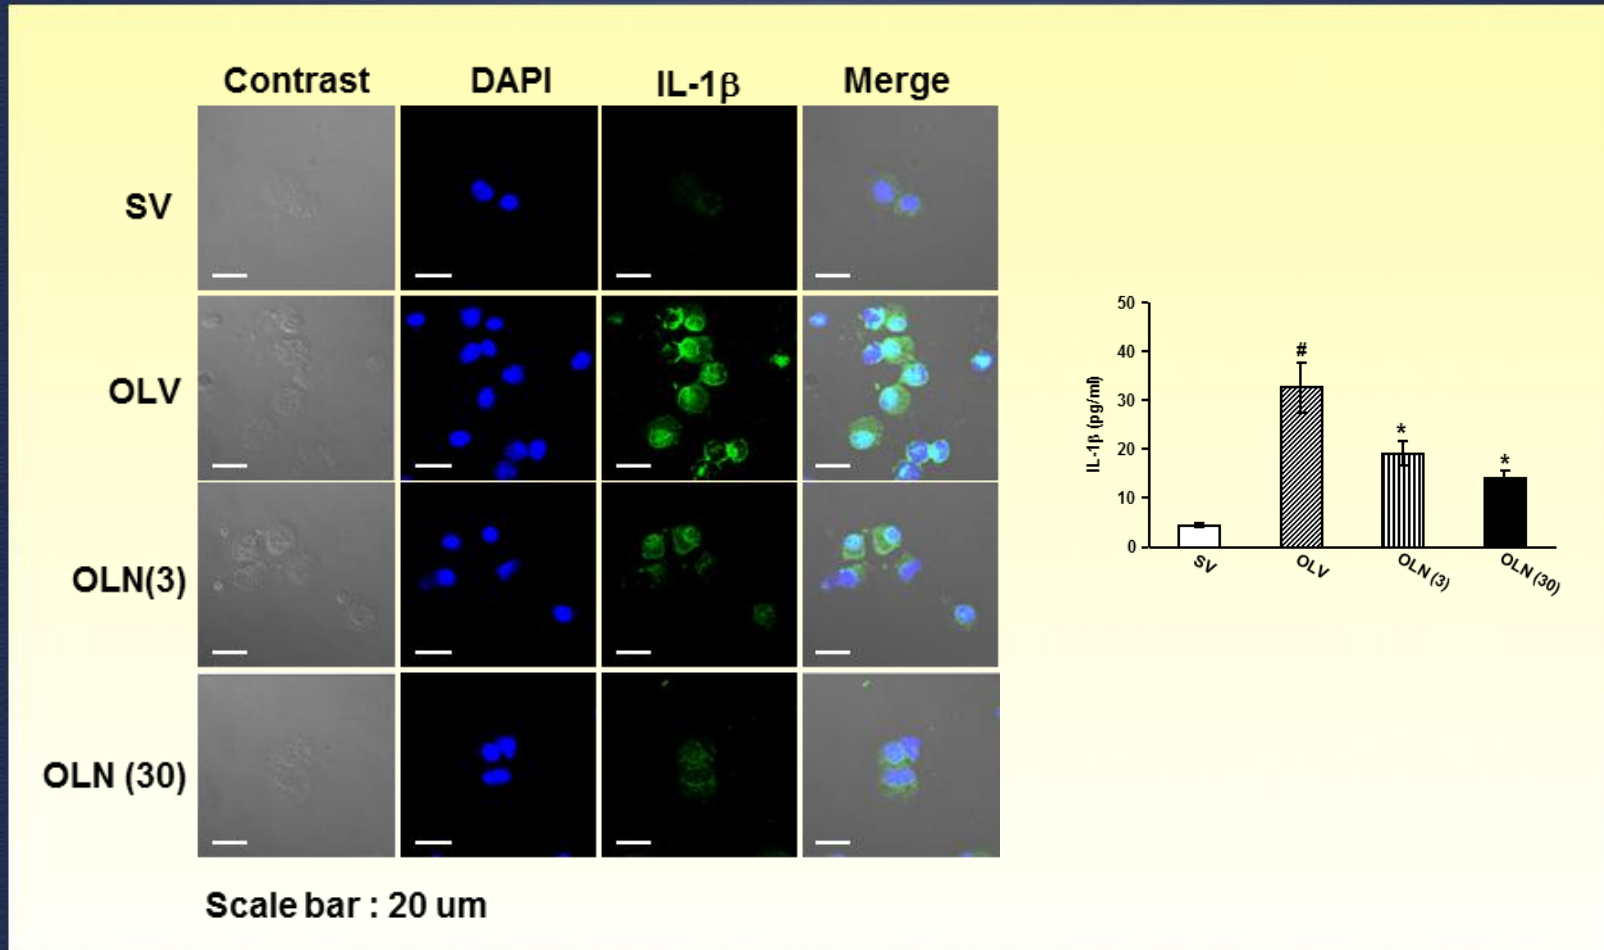 Contrast DAPI IL-1β Merge
SV
OLV
OLN(3)
OLN (30)
Scale bar : 20 um
50
40
30
20
10
0
IL-1β (pg/ml)
#
*
*
SV OLV OLN (3) OLN (30)